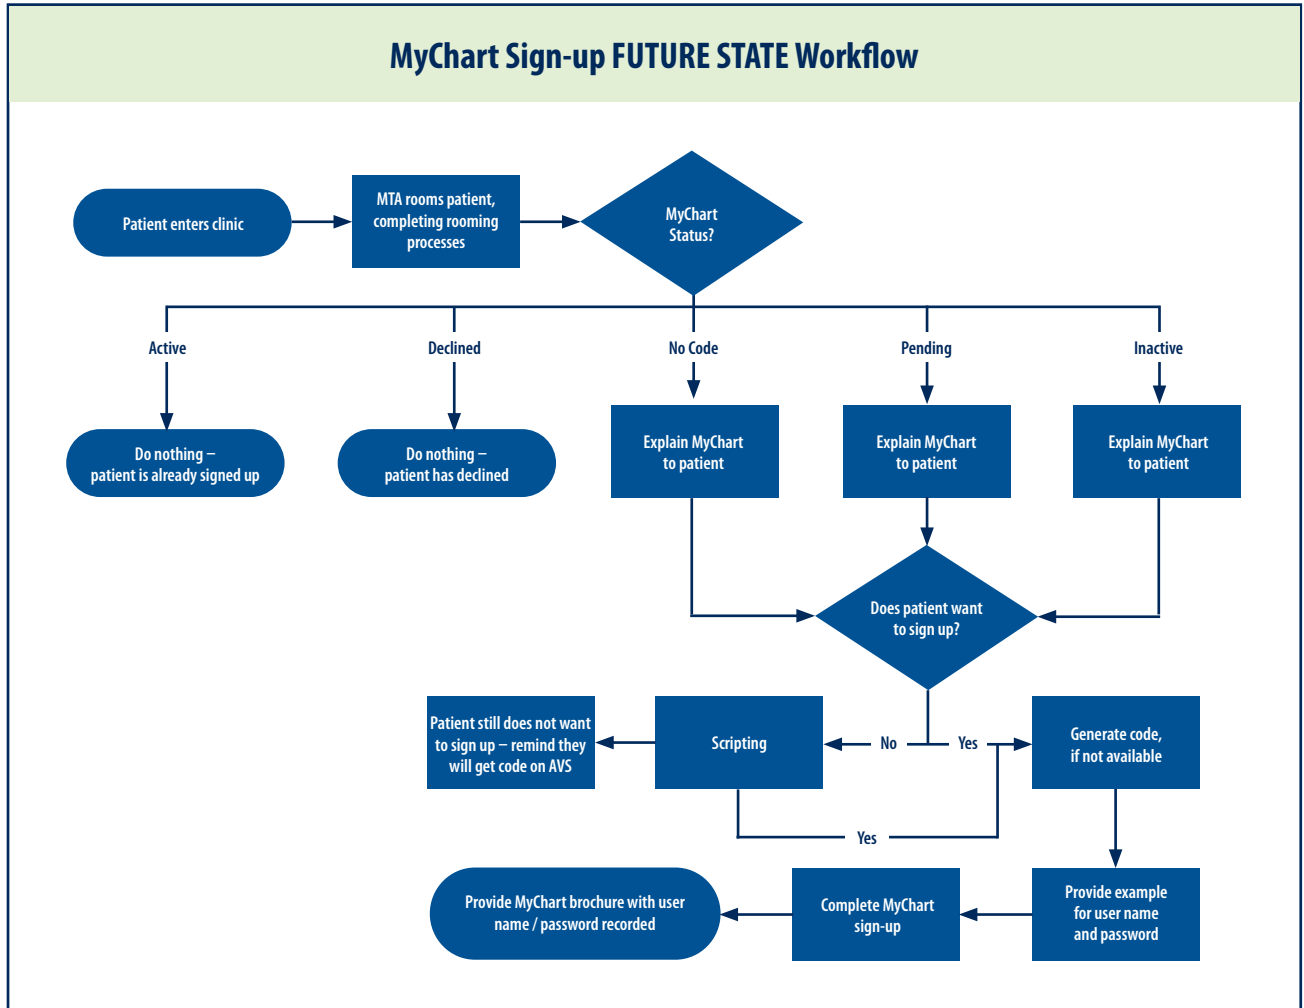 MyChart Sign-up FUTURE STATE Workflow
Patient enters clinic
MTA rooms patient,
completing rooming
processes
MyChart
Status?
Active
Declined
No Code
Pending
Inactive
Do nothing –
patient is already signed up
Do nothing –
patient has declined
Explain MyChart
to patient
Explain MyChart
to patient
Explain MyChart
to patient
Does patient want
to sign up?
Patient still does not want
to sign up – remind they
will get code on AVS
Scripting
No
Yes
Generate code,
if not available
Yes
Provide MyChart brochure with user
name / password recorded
Complete MyChart
sign-up
Provide example
for user name
and password